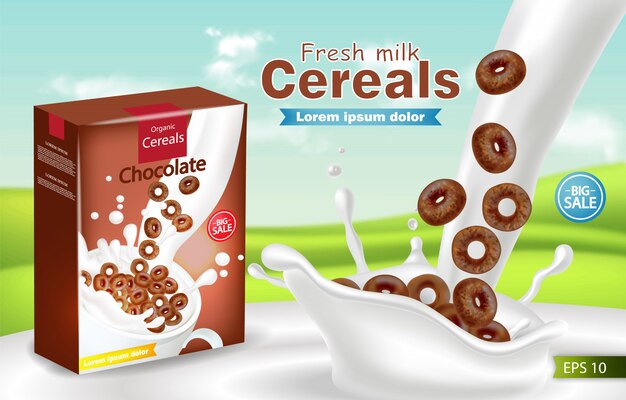 Fresh milk
Cereals
Lorem ipsum dolor
Organic
Cereals
Chocolate
BIG
SALE
Lorem ipsum dolor
BIG
SALE
EPS 10